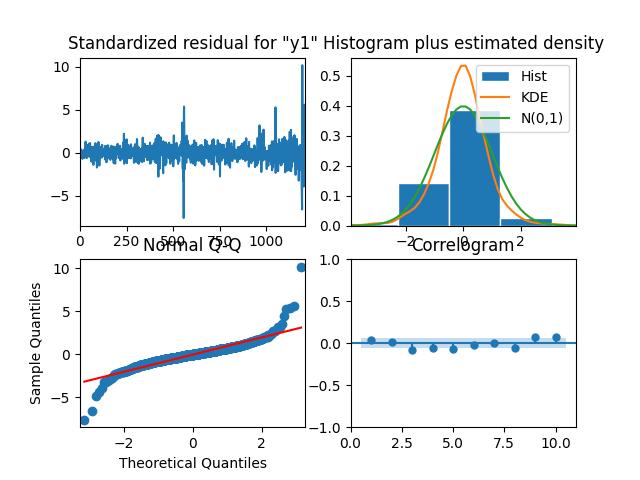 Standardized residual for "y1"
Histogram plus estimated density
10
5
0
−5
0 250 500 750 1000
0.5
0.4
0.3
0.2
0.1
0.0
−2 0 2
Hist
KDE
N(0,1)
Normal Q-Q
Correlogram
Sample Quantiles
10
5
0
−5
−2 0 2
Theoretical Quantiles
1.0
0.5
0.0
−0.5
−1.0
0.0 2.5 5.0 7.5 10.0